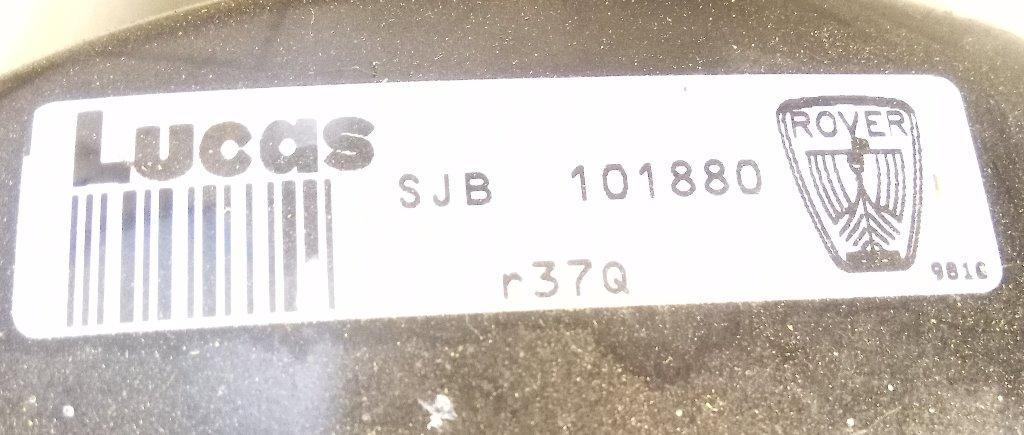 Lucas
SJB 101880
ROVER
r37Q
981C